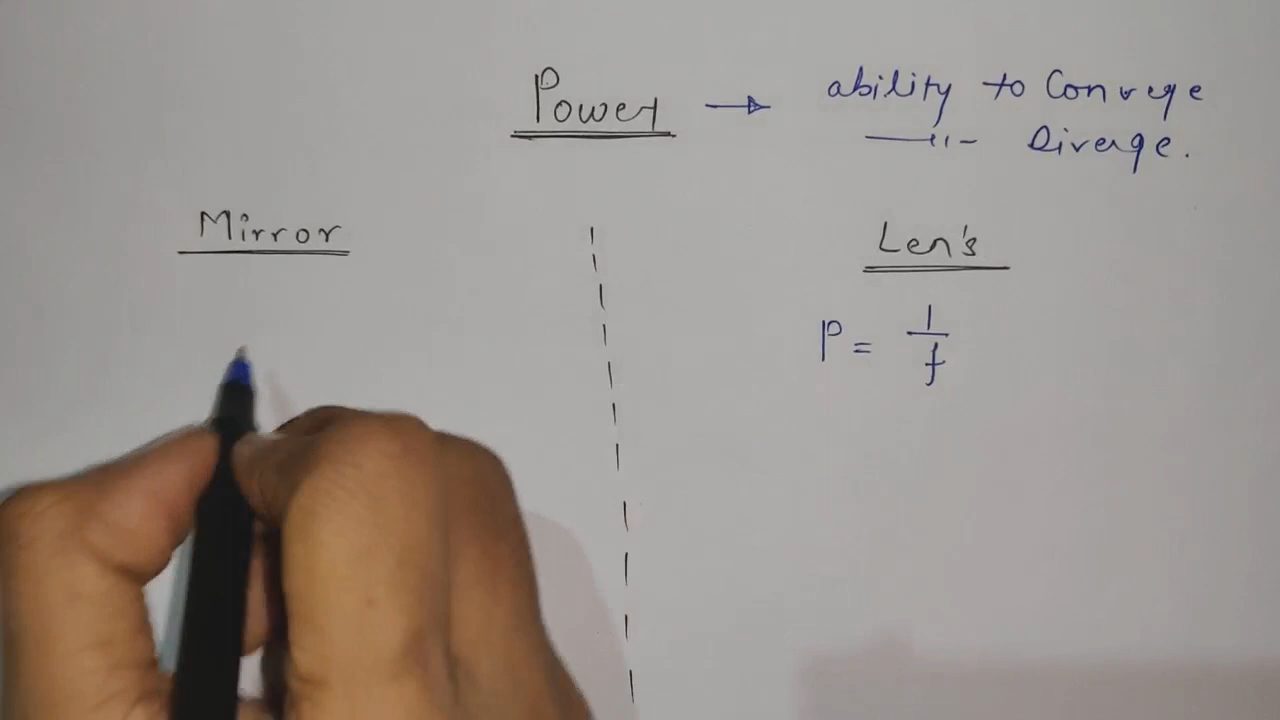 Power → ability to Converge
—〃— Diverge.
Mirror
Len's
P = 1/f